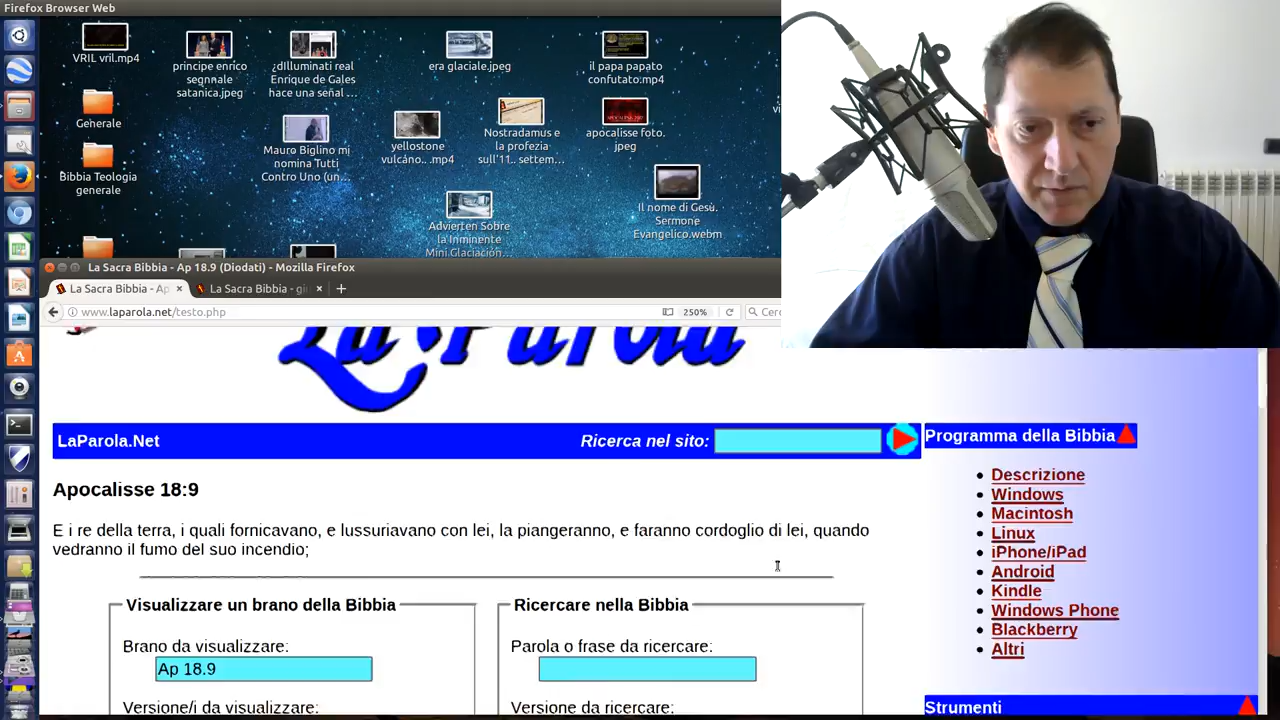 Firefox Browser Web
VRIL vril.mp4
principe enrico
segnnale
satanica.jpeg
¿dIlluminati real
Enrique de Gales
hace una señal ...
era glaciale.jpeg
il papa papato
confutato.mp4
Generale
Mauro Biglino mi
nomina Tutti
Contro Uno (un...
yellostone
vulcano.. ..mp4
Nostradamus e
la profezia
sull'11.. settem...
apocalisse foto.
jpeg
Bibbia Teologia
generale
Advierten Sobre
la Inminente
Mini Glaciación...
Il nome di Gesù.
Sermone
Evangelico.webm
La Sacra Bibbia - Ap 18.9 (Diodati) - Mozilla Firefox
La Sacra Bibbia - Ap
La Sacra Bibbia - gi
www.laparola.net/testo.php
250%
Cerc
La Parola
LaParola.Net
Ricerca nel sito:
Programma della Bibbia
Descrizione
Windows
Macintosh
Linux
iPhone/iPad
Android
Kindle
Windows Phone
Blackberry
Altri
Apocalisse 18:9
E i re della terra, i quali fornicavano, e lussuriavano con lei, la piangeranno, e faranno cordoglio di lei, quando
vedranno il fumo del suo incendio;
Visualizzare un brano della Bibbia
Ricercare nella Bibbia
Brano da visualizzare:
Ap 18.9
Parola o frase da ricercare:
Versione/i da visualizzare:
Versione da ricercare:
Strumenti